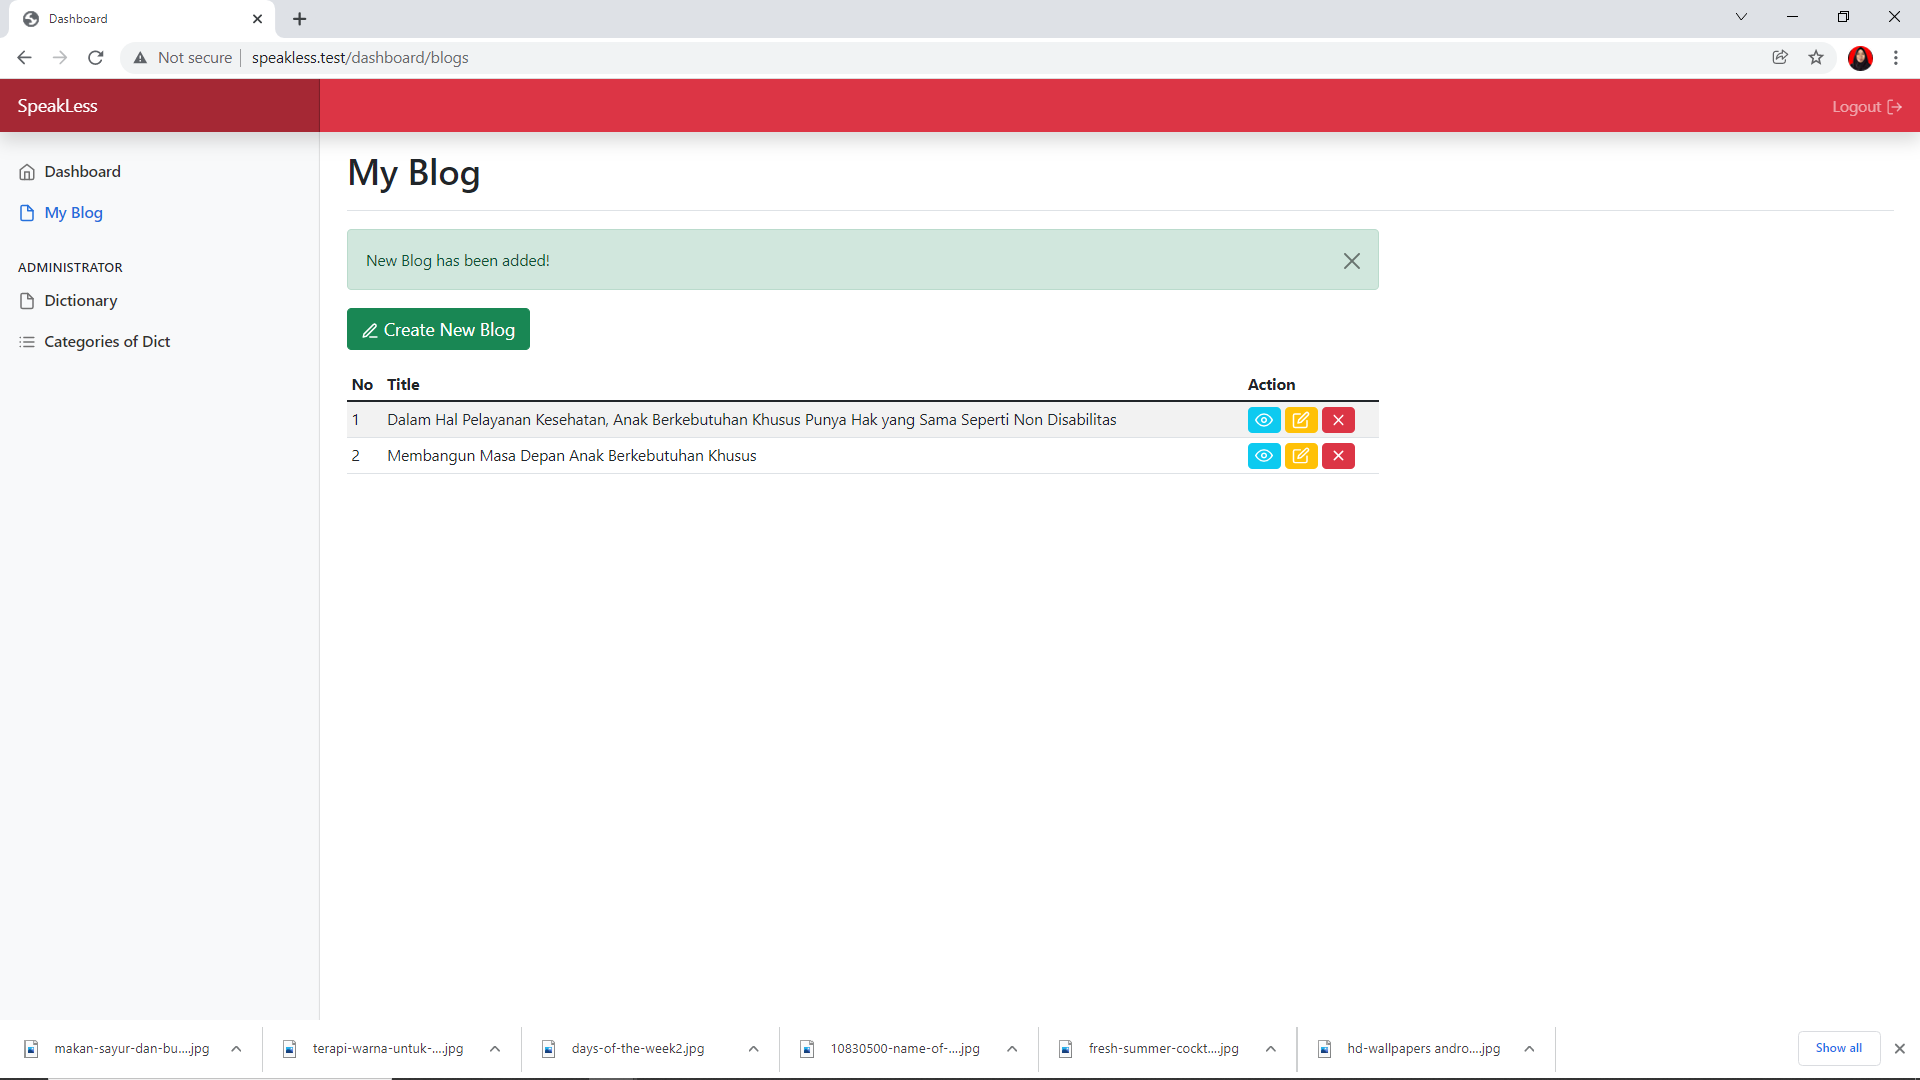 Dashboard
Not secure
speakless.test/dashboard/blogs
SpeakLess
Logout
Dashboard
My Blog
ADMINISTRATOR
Dictionary
Categories of Dict
My Blog
New Blog has been added!
Create New Blog
No Title Action
1 Dalam Hal Pelayanan Kesehatan, Anak Berkebutuhan Khusus Punya Hak yang Sama Seperti Non Disabilitas
2 Membangun Masa Depan Anak Berkebutuhan Khusus
makan-sayur-dan-bu....jpg
terapi-warna-untuk-....jpg
days-of-the-week2.jpg
10830500-name-of-....jpg
fresh-summer-cockt....jpg
hd-wallpapers andro....jpg
Show all